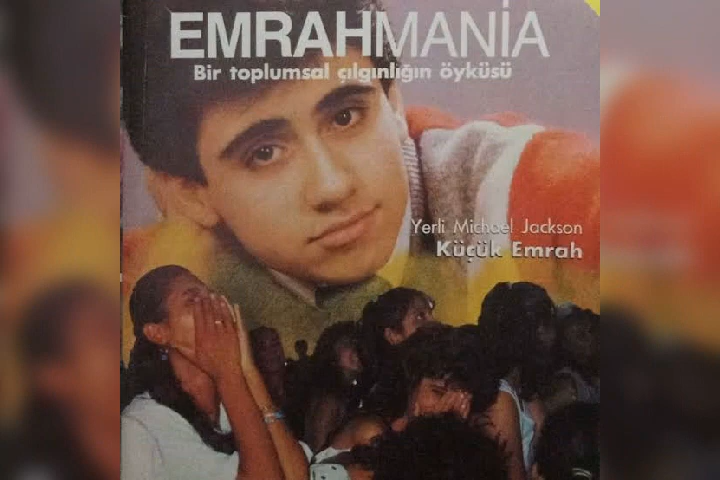 EMRAHMANİA
Bir toplumsal çılgınlığın öyküsü
Yerli Michael Jackson
Küçük Emrah